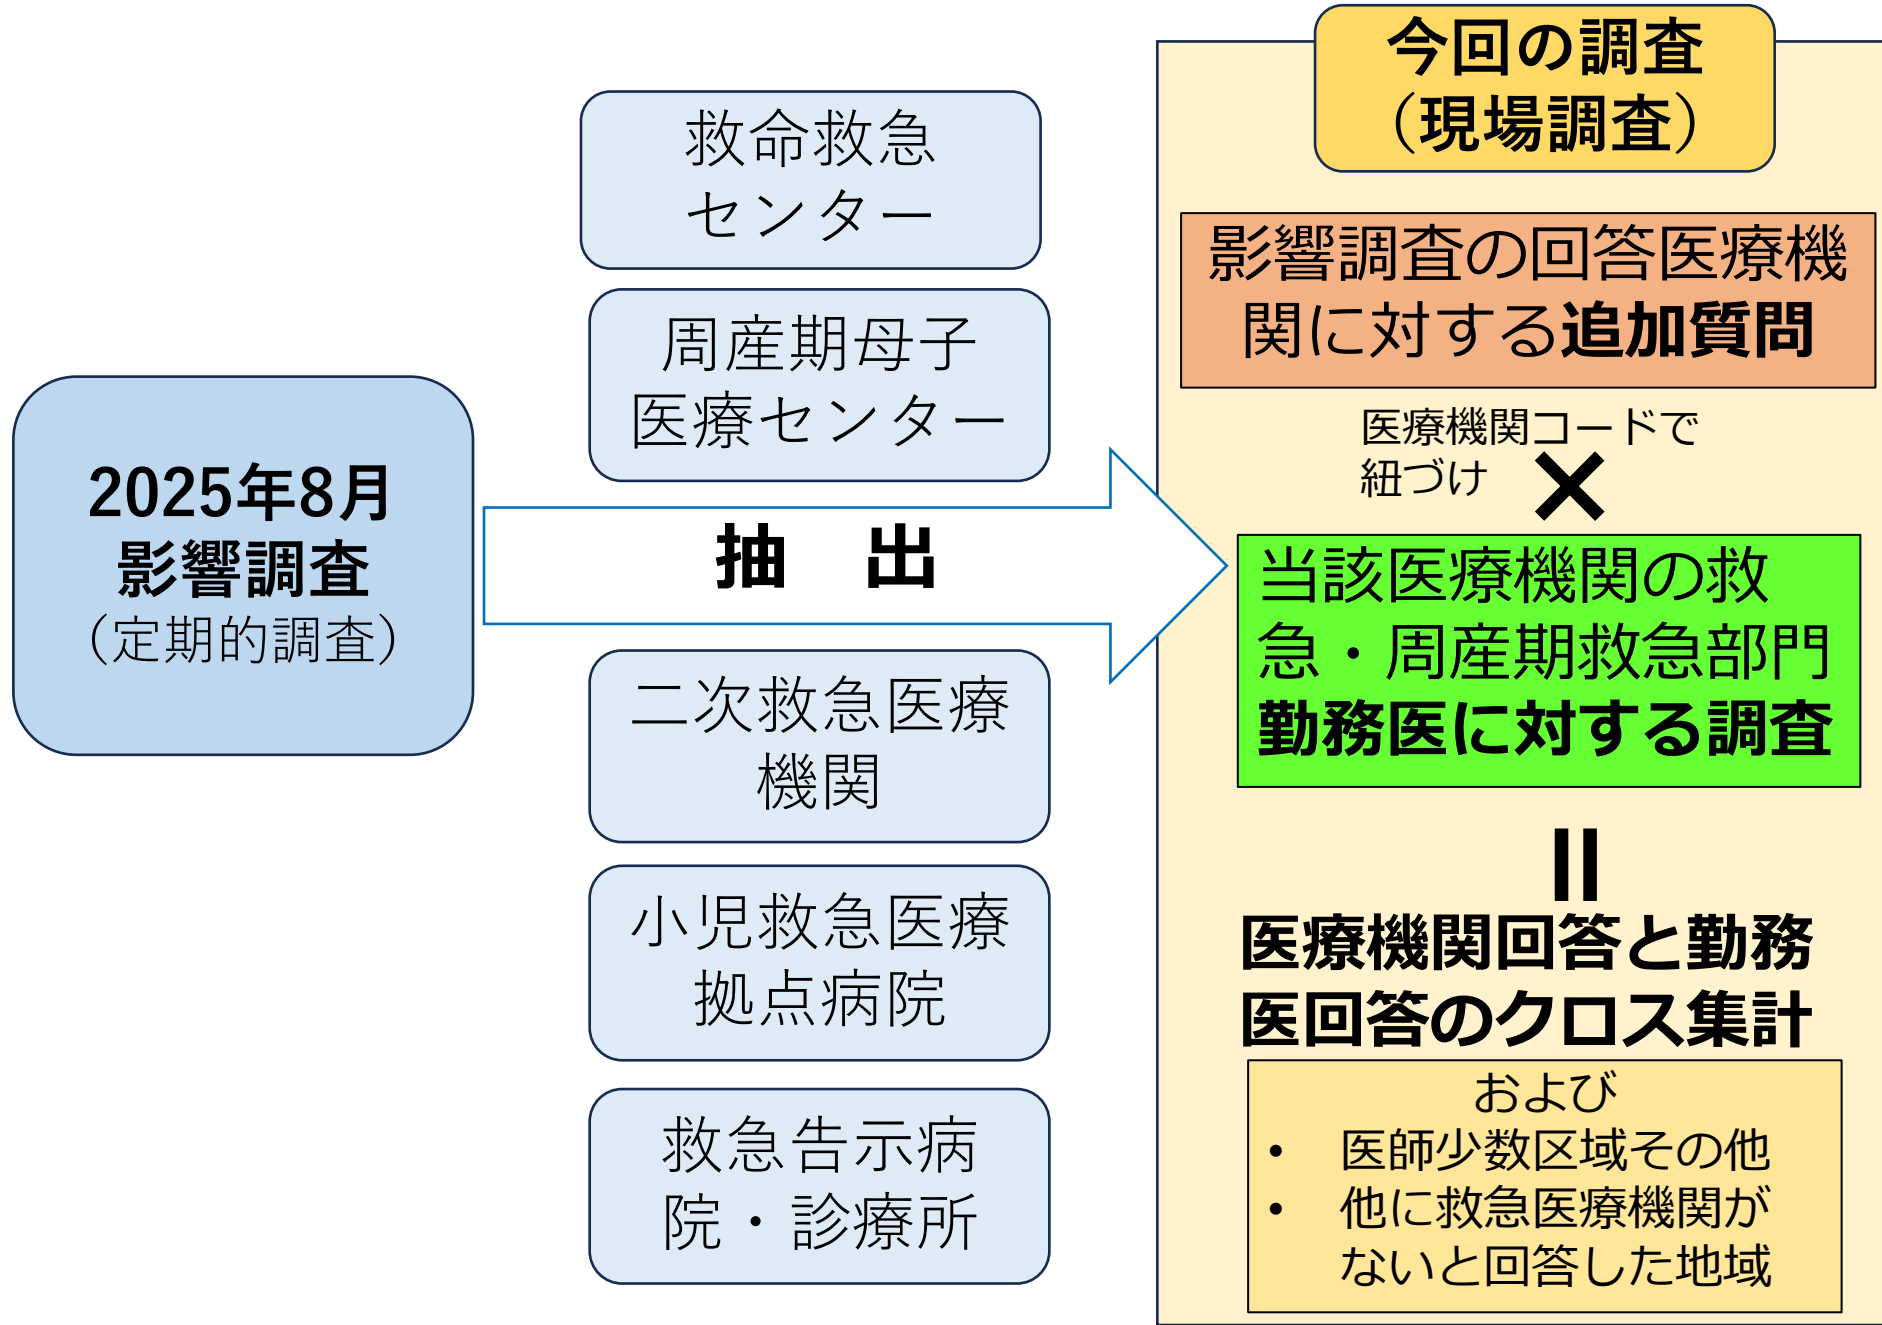 2025年8月
影響調査
（定期的調査）
救命救急
センター
周産期母子
医療センター
抽　出
二次救急医療
機関
小児救急医療
拠点病院
救急告示病
院・診療所
今回の調査
（現場調査）
影響調査の回答医療機
関に対する追加質問
医療機関コードで
紐づけ
×
当該医療機関の救
急・周産期救急部門
勤務医に対する調査
＝
医療機関回答と勤務
医回答のクロス集計
および
• 医師少数区域その他
• 他に救急医療機関が
ないと回答した地域